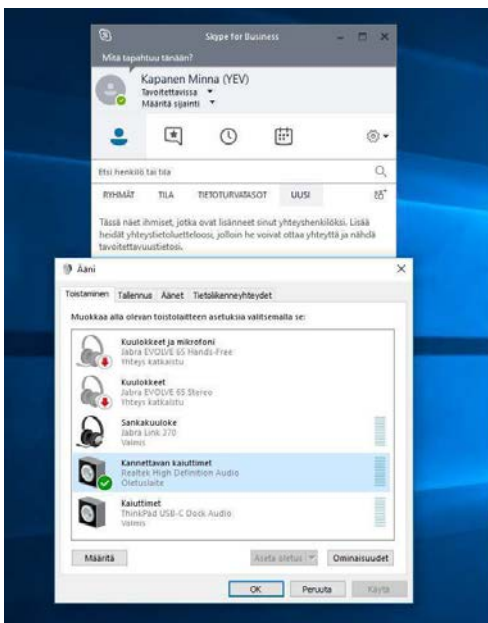 Skype for Business
Mitä tapahtuu tänään?
Kapanen Minna (YEV)
Tavoitettavissa
Määritä sijainti
Etsi henkilö tai tila
RYHMÄT TILA TIETOTURVATASOT UUSI
Tässä näet ihmiset, jotka ovat lisänneet sinut yhteyshenkilöksi. Lisää
heidät yhteystietoluetteloosi, jolloin he voivat ottaa yhteyttä ja nähdä
tavoitettavuustietosi.
Ääni
Toistaminen Tallennus Äänet Tietoliikenneyhteydet
Muokkaa alla olevan toistolaitteen asetuksia valitsemalla se:
Kuulokkeet ja mikrofoni
Jabra EVOLVE 65 Hands-Free
Yhteys katkaistu
Kuulokkeet
Jabra EVOLVE 65 Stereo
Yhteys katkaistu
Sankakuuloke
Jabra Link 370
Valmis
Kannettavan kaiuttimet
Realtek High Definition Audio
Oletuslaite
Kaiuttimet
ThinkPad USB-C Dock Audio
Valmis
Määritä Aseta oletus Ominaisuudet
OK Peruuta Käytä